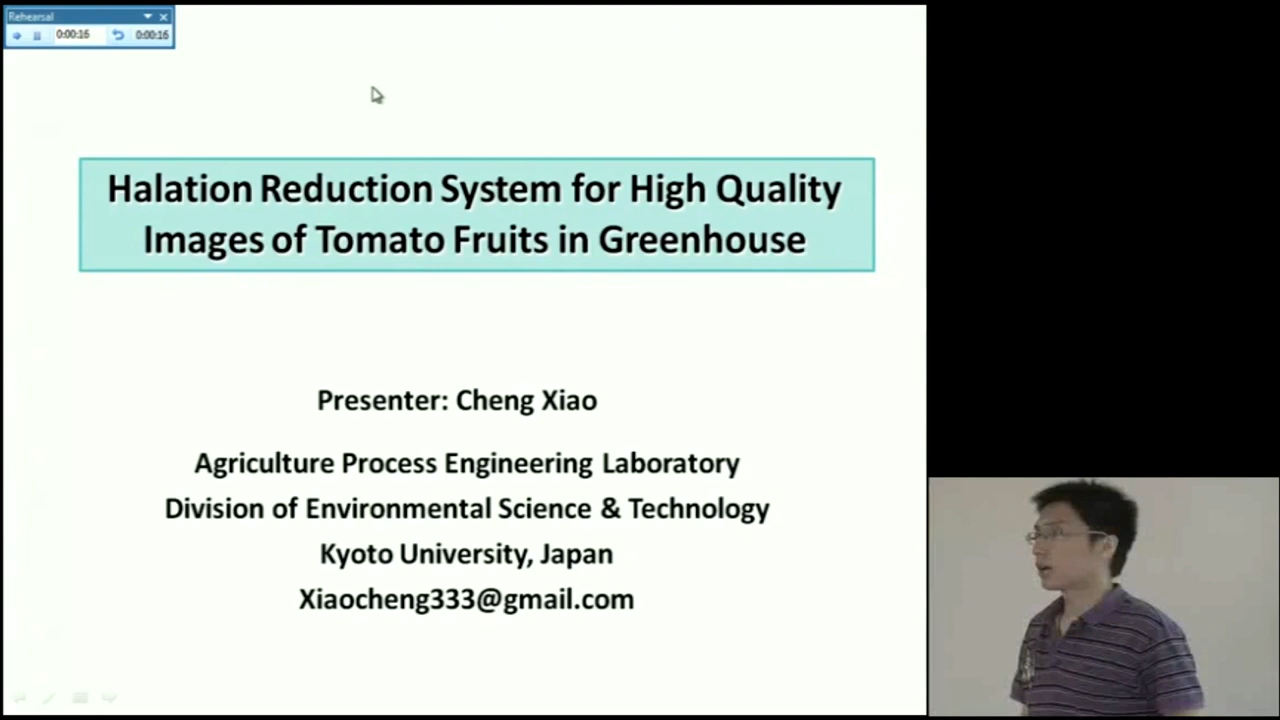 Rehearsal
0:00:16
0:00:16
Halation Reduction System for High Quality
Images of Tomato Fruits in Greenhouse
Presenter: Cheng Xiao
Agriculture Process Engineering Laboratory
Division of Environmental Science & Technology
Kyoto University, Japan
Xiaocheng333@gmail.com